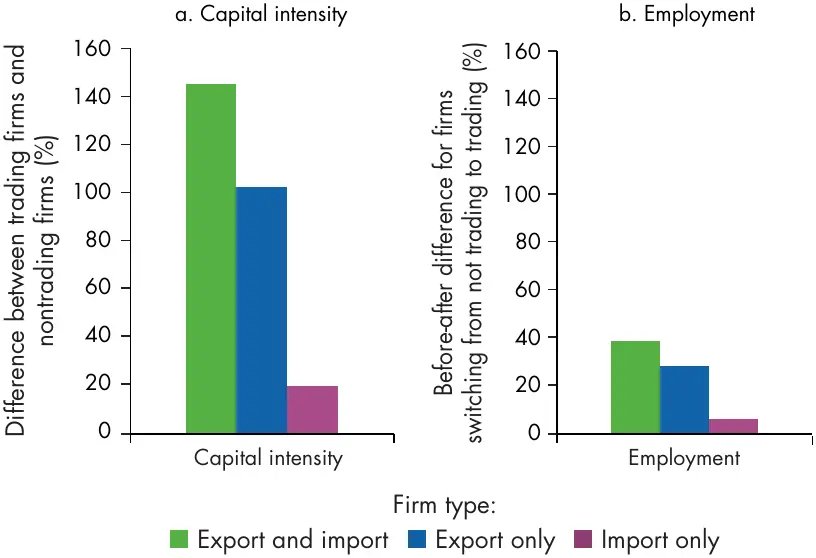 a. Capital intensity
Difference between trading firms and
nontrading firms (%)
160
140
120
100
80
60
40
20
0
Capital intensity
b. Employment
Before-after difference for firms
switching from not trading to trading (%)
160
140
120
100
80
60
40
20
0
Employment
Firm type:
Export and import
Export only
Import only